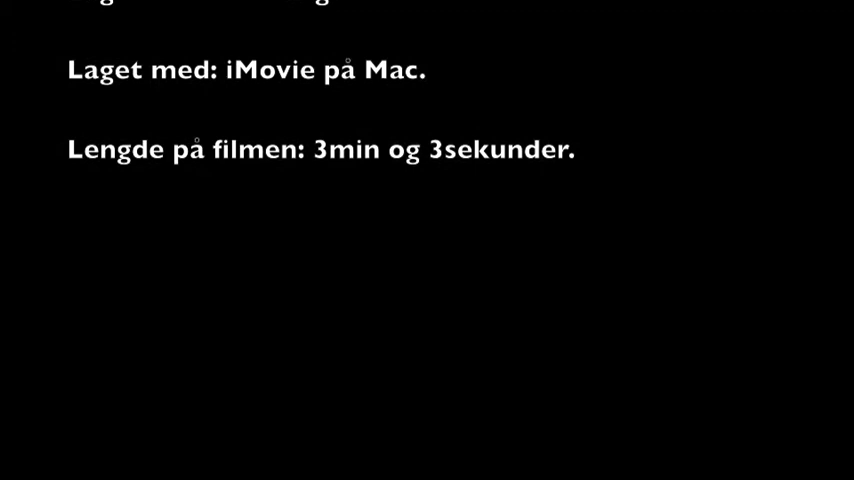 Laget med: iMovie på Mac.
Lengde på filmen: 3min og 3sekunder.